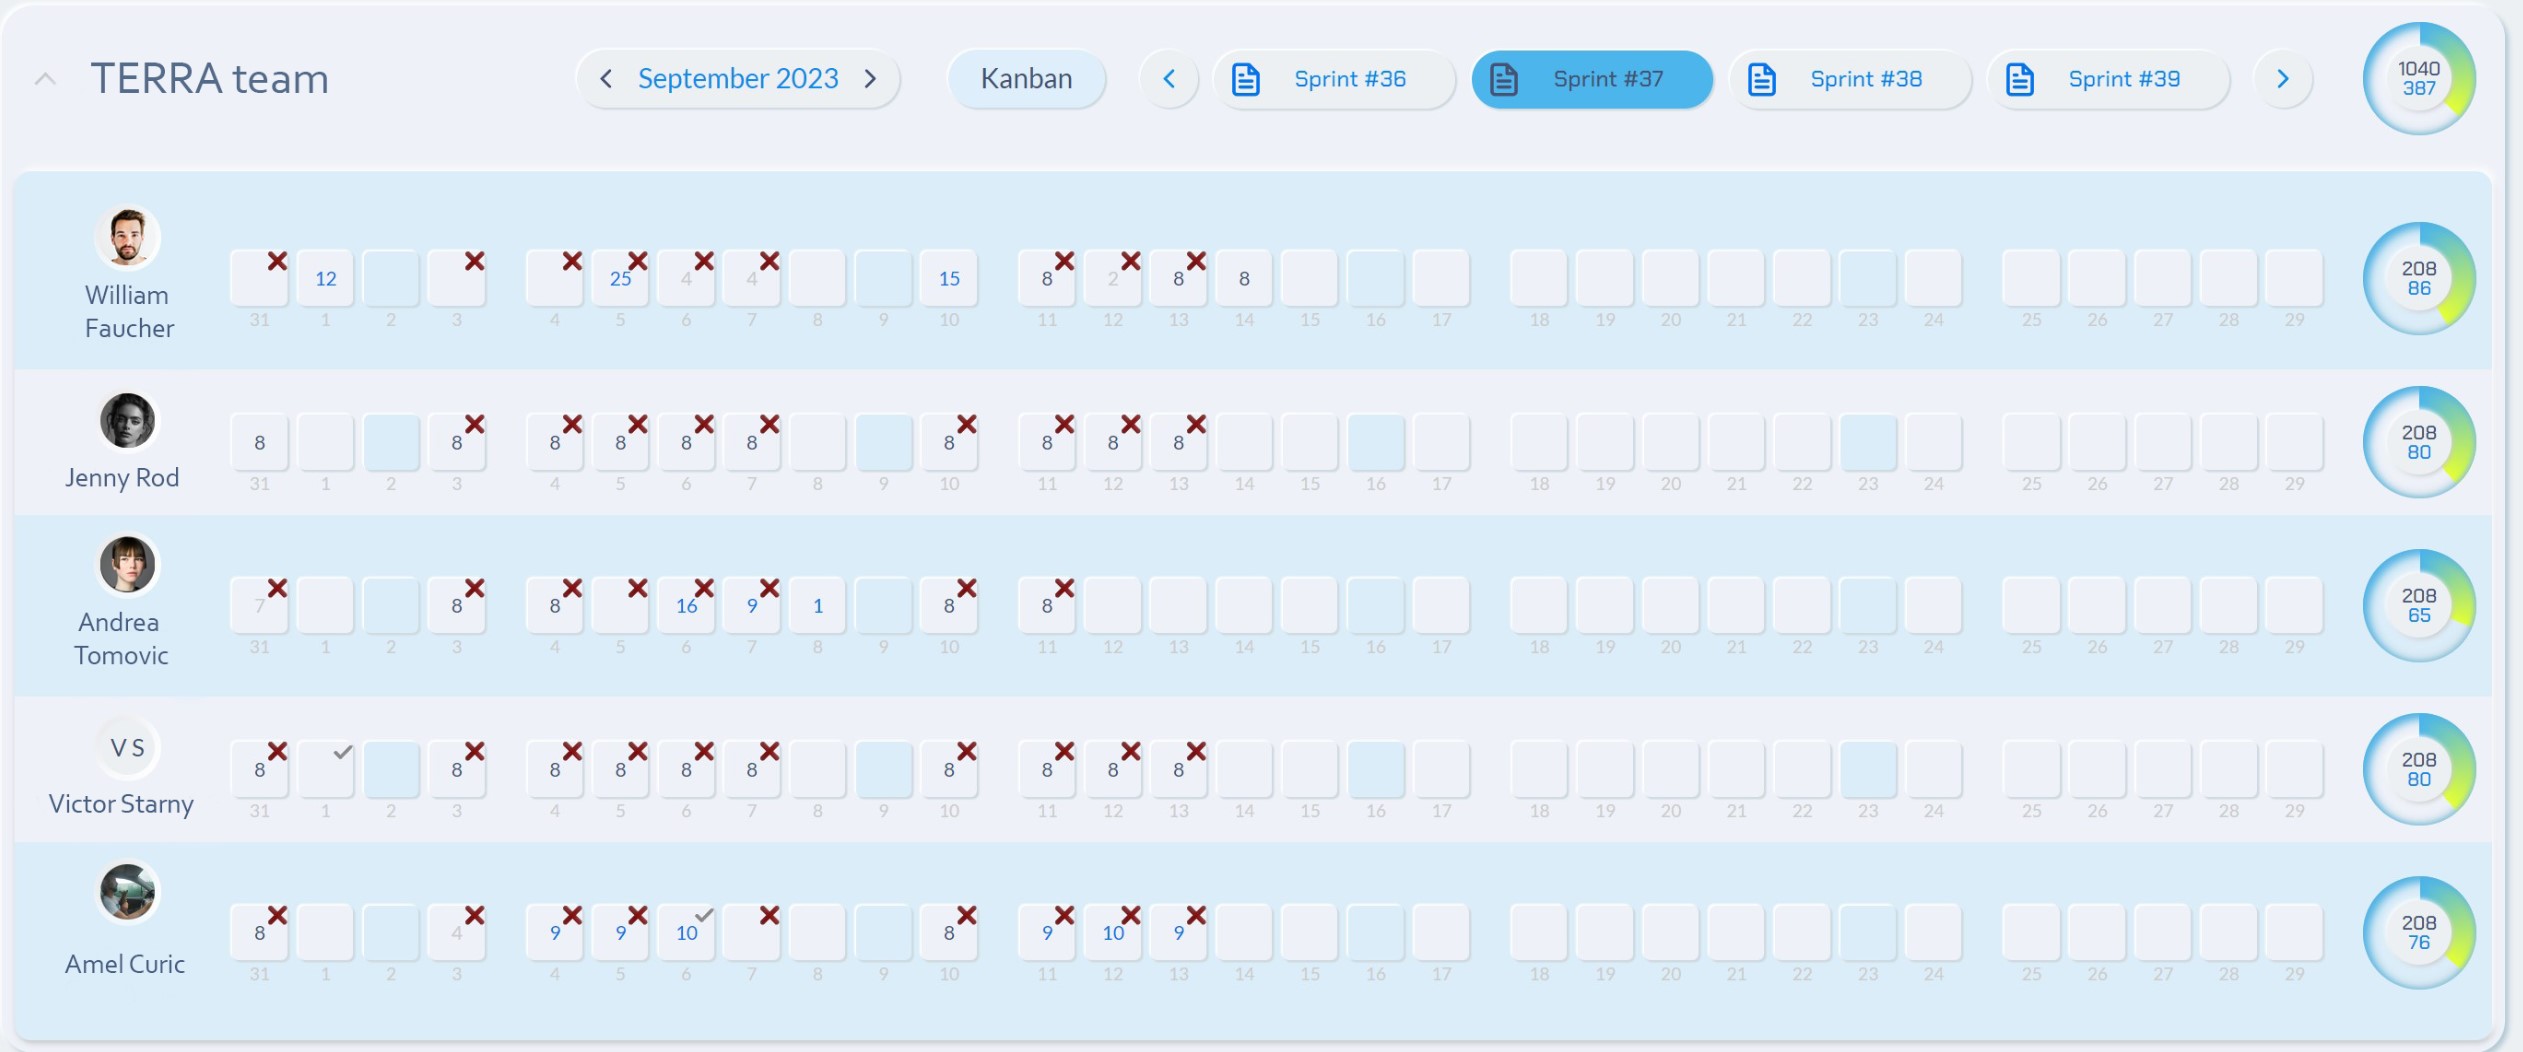 TERRA team
September 2023
Kanban
Sprint #36
Sprint #37
Sprint #38
Sprint #39
1040
387
William
Faucher
12 25 4 4 15 8 2 8 8
31 1 2 3 4 5 6 7 8 9 10 11 12 13 14 15 16 17 18 19 20 21 22 23 24 25 26 27 28 29
208
86
Jenny Rod
8 8 8 8 8 8 8 8 8 8
31 1 2 3 4 5 6 7 8 9 10 11 12 13 14 15 16 17 18 19 20 21 22 23 24 25 26 27 28 29
208
80
Andrea
Tomovic
7 8 8 16 9 1 8 8
31 1 2 3 4 5 6 7 8 9 10 11 12 13 14 15 16 17 18 19 20 21 22 23 24 25 26 27 28 29
208
65
V S
Victor Starny
8 8 8 8 8 8 8 8 8 8
31 1 2 3 4 5 6 7 8 9 10 11 12 13 14 15 16 17 18 19 20 21 22 23 24 25 26 27 28 29
208
80
Amel Curic
8 4 9 9 10 8 9 10 9
31 1 2 3 4 5 6 7 8 9 10 11 12 13 14 15 16 17 18 19 20 21 22 23 24 25 26 27 28 29
208
76